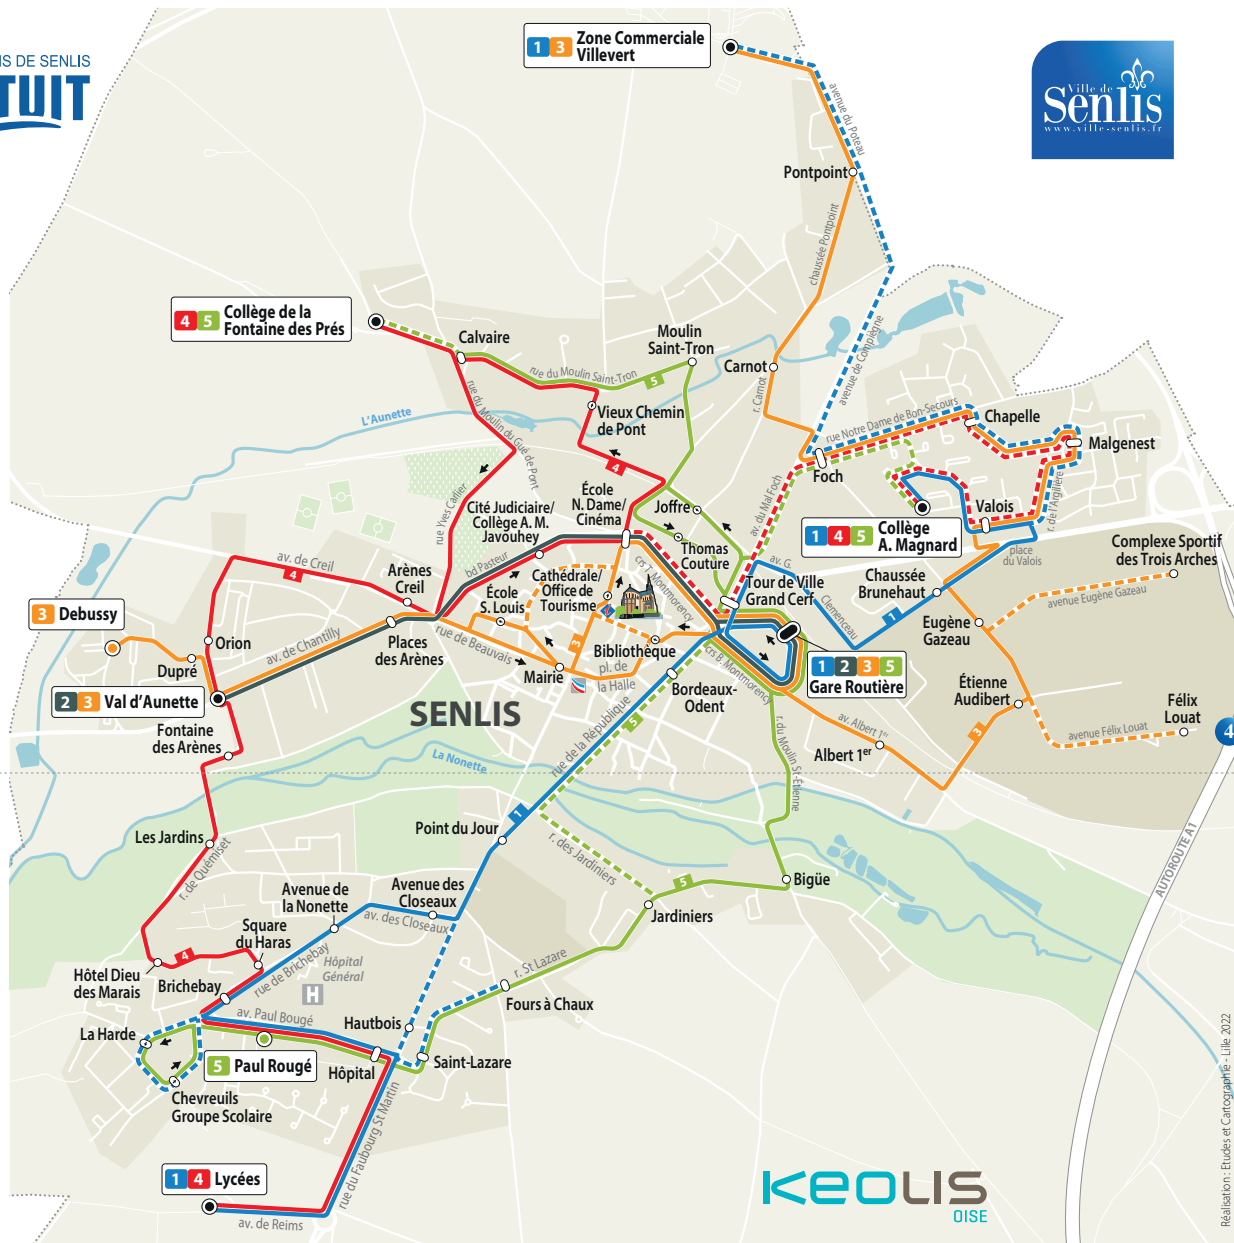 IS DE SENLIS
TUIT
1 3 Zone Commerciale
Villevert
Ville de
Senlis
www.ville-senlis.fr
avenue du Poteau
Pontpoint
chaussée Pontpoint
avenue de Compiègne
4 5 Collège de la
Fontaine des Prés
Calvaire
Moulin
Saint-Tron
rue du Moulin Saint-Tron
5
Carnot
r. Carnot
L'Aunette
rue du Moulin du Gué de Pont
Vieux Chemin
de Pont
4
rue Notre Dame de Bon-Secours
Chapelle
Malgenest
Foch
r. de l'Argilière
Valois
place
du Valois
1 4 5 Collège
A. Magnard
École
N. Dame/
Cinéma
Joffre
av. du Mal Foch
Cité Judiciaire/
Collège A. M.
Javouhey
rue Yves Carlier
bd Pasteur
Thomas
Couture
crs T. Montmorency
av. G.
Clemenceau
Tour de Ville
Grand Cerf
Chaussée
Brunehaut
1
Complexe Sportif
des Trois Arches
avenue Eugène Gazeau
Eugène
Gazeau
av. de Creil
4
Arènes
Creil
École
S. Louis
Cathédrale/
Office de
Tourisme
3 Debussy
Dupré
Orion
av. de Chantilly
Places
des Arènes
rue de Beauvais
3
Bibliothèque
Mairie
pl. de
la Halle
crs B. Montmorency
1 2 3 5
Gare Routière
2 3 Val d'Aunette
Étienne
Audibert
Félix
Louat
avenue Félix Louat
4
Bordeaux-
Odent
SENLIS
rue de la République
5
av. Albert 1er
Albert 1er
3
Fontaine
des Arènes
La Nonette
r. du Moulin St-Étienne
1
Point du Jour
Les Jardins
r. de Quémiset
r. des Jardiniers
5
Bigüe
Jardiniers
AUTOROUTE A1
Avenue de
la Nonette
Avenue des
Closeaux
av. des Closeaux
Square
du Haras
4
rue de Brichebay
Hôpital
Général
H
Hôtel Dieu
des Marais
Brichebay
r. St Lazare
Fours à Chaux
av. Paul Bougé
Hautbois
La Harde
5 Paul Rougé
Hôpital
Saint-Lazare
Chevreuils
Groupe Scolaire
rue du Faubourg St Martin
1 4 Lycées
av. de Reims
KEOLIS
OISE
Réalisation : Etudes et Cartographie - Lille 2022